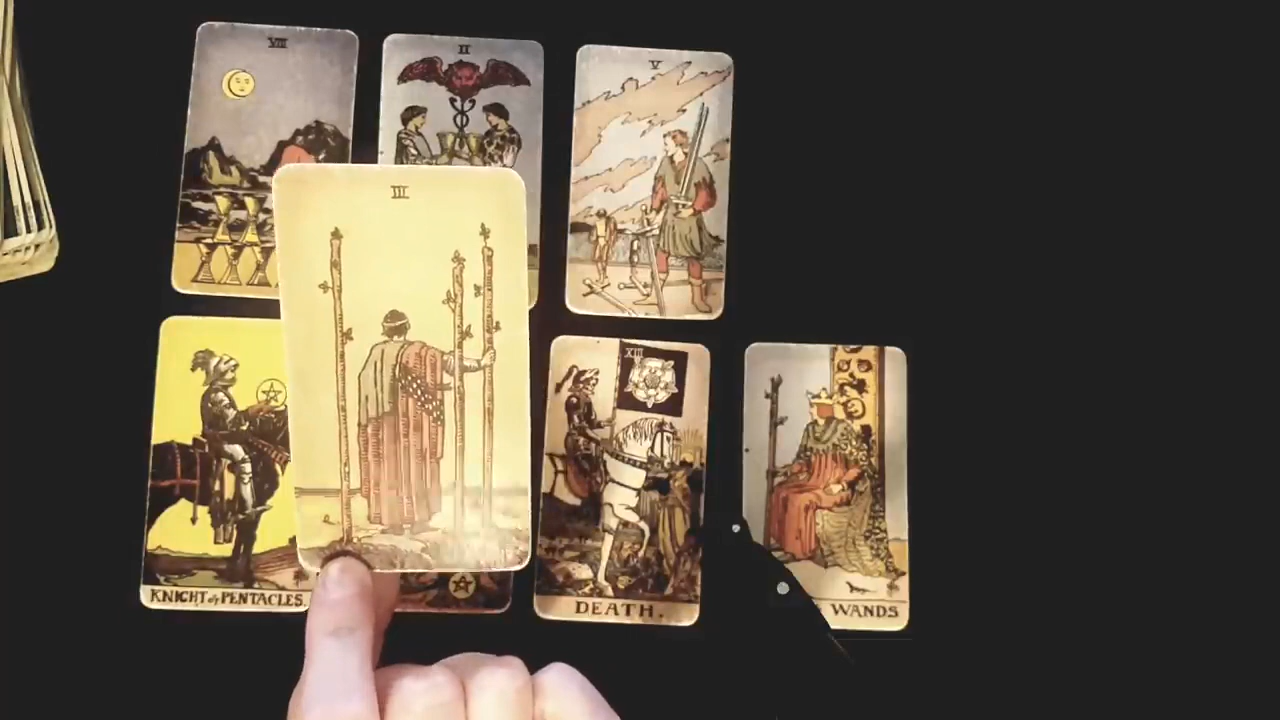 VIII
II
V
III
XIII
KNIGHT of PENTACLES.
DEATH.
WANDS